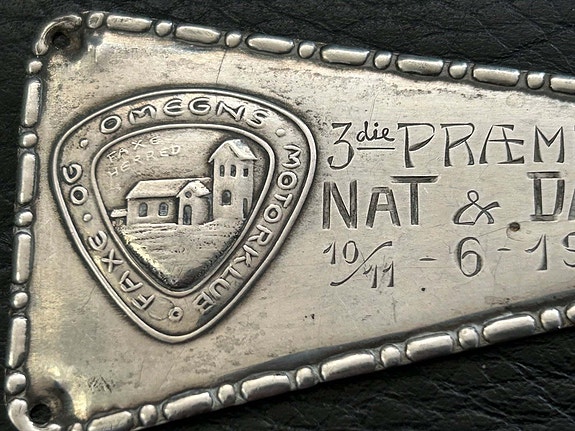 FAXE OG OMEGNS MOTORKLUB
FAXE
HERRED
3die PRÆM
NAT & DA
10/11 - 6 - 19